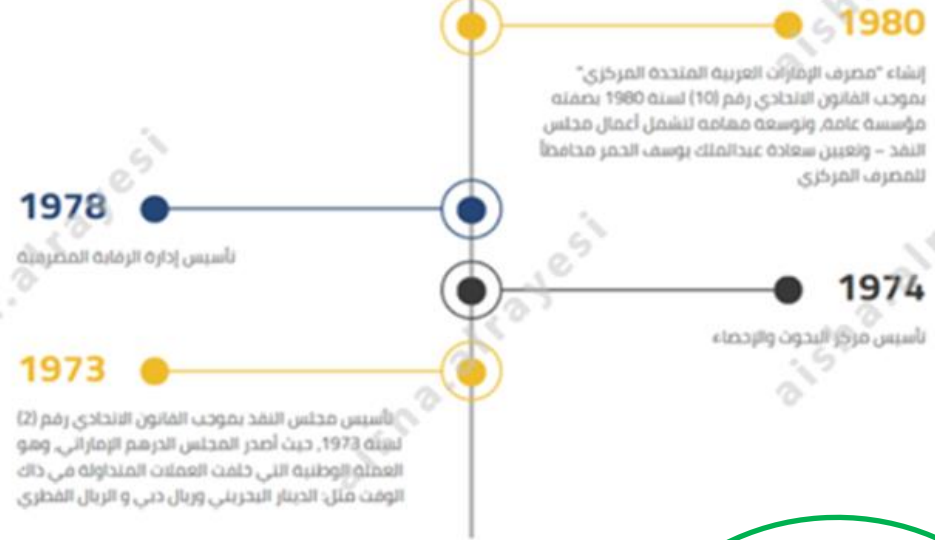 1980
إنشاء "مصرف الإمارات العربية المتحدة المركزي"
بموجب القانون الاتحادي رقم (10) لسنة 1980 بصفته
مؤسسة عامة، وتوسعة مهامه لتشمل أعمال مجلس
النقد – وتعيين سعادة عبدالملك يوسف الحمر محافظاً
للمصرف المركزي
1978
تأسيس إدارة الرقابة المصرفية
1974
تأسيس مركز البحوث والإحصاء
1973
تأسيس مجلس النقد بموجب القانون الاتحادي رقم (2)
لسنة 1973، حيث أصدر المجلس الدرهم الإماراتي، وهو
العملة الوطنية التي خلفت العملات المتداولة في ذاك
الوقت مثل: الدينار البحريني وريال دبي و الريال القطري
aisha.alrayesi